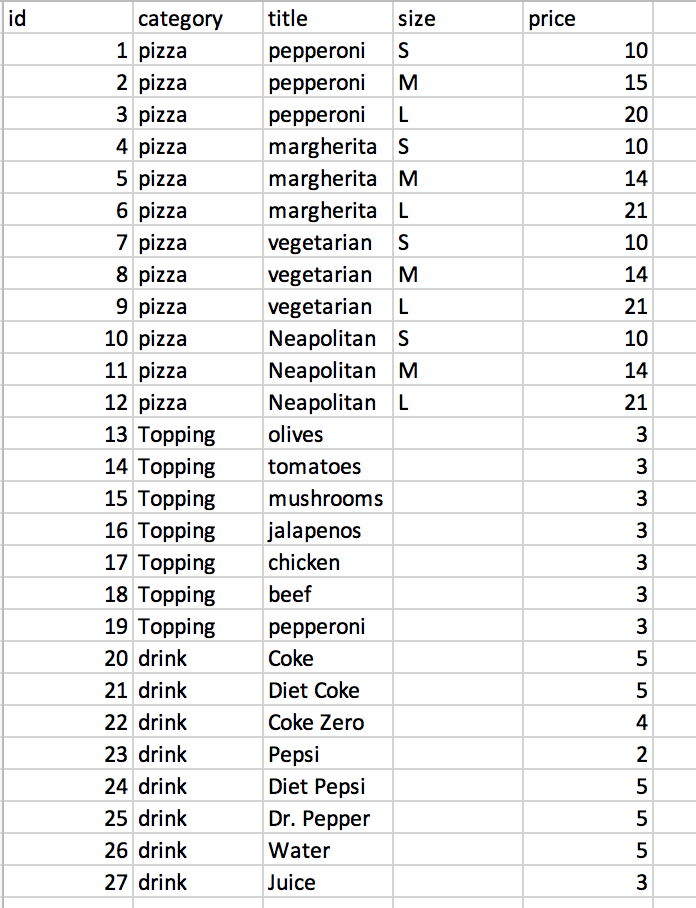 id category title size price
1 pizza pepperoni S 10
2 pizza pepperoni M 15
3 pizza pepperoni L 20
4 pizza margherita S 10
5 pizza margherita M 14
6 pizza margherita L 21
7 pizza vegetarian S 10
8 pizza vegetarian M 14
9 pizza vegetarian L 21
10 pizza Neapolitan S 10
11 pizza Neapolitan M 14
12 pizza Neapolitan L 21
13 Topping olives 3
14 Topping tomatoes 3
15 Topping mushrooms 3
16 Topping jalapenos 3
17 Topping chicken 3
18 Topping beef 3
19 Topping pepperoni 3
20 drink Coke 5
21 drink Diet Coke 5
22 drink Coke Zero 4
23 drink Pepsi 2
24 drink Diet Pepsi 5
25 drink Dr. Pepper 5
26 drink Water 5
27 drink Juice 3